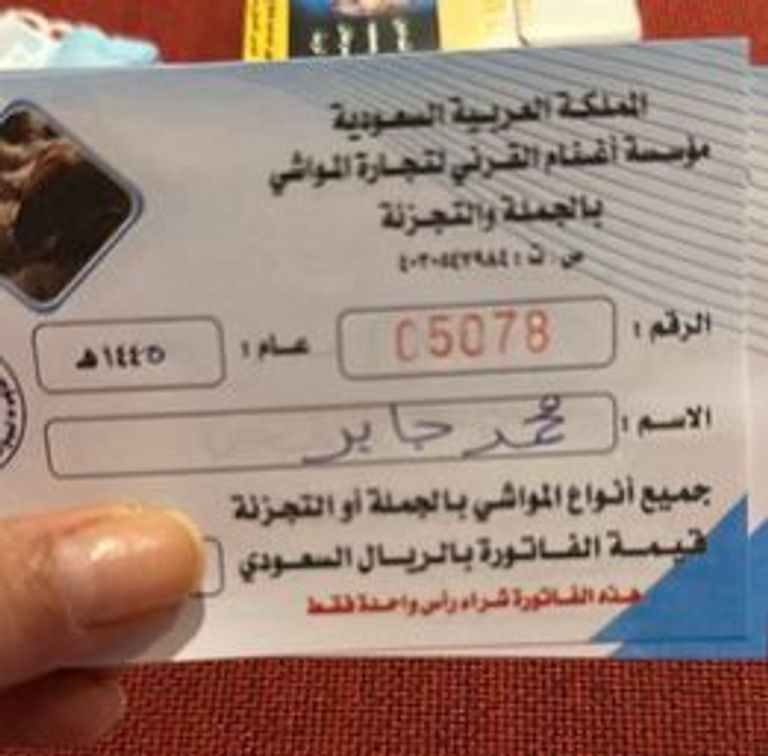 المملكة العربية السعودية
مؤسسة أغنام القرني لتجارة المواشي
بالجملة والتجزئة
س . ت : ٤٠٣٠٥٤٢٩٨٤
الرقم : 05078 عام : ١٤٤٥هـ
الاسم : محمد جابر
جميع أنواع المواشي بالجملة أو التجزئة
قيمة الفاتورة بالريال السعودي
هذه الفاتورة شراء رأس واحدة فقط